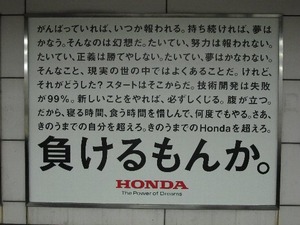 がんばっていれば、いつか報われる。持ち続ければ、夢は
かなう。そんなのは幻想だ。たいてい、努力は報われない。
たいてい、正義は勝てやしない。たいてい、夢はかなわない。
そんなこと、現実の世の中ではよくあることだ。けれど、
それがどうした？スタートはそこからだ。技術開発は失敗
が99％。新しいことをやれば、必ずしくじる。腹が立つ。
だから、寝る時間、食う時間を惜しんで、何度でもやる。さあ、
きのうまでの自分を超えろ。きのうまでのHondaを超えろ。
負けるもんか。
HONDA
The Power of Dreams